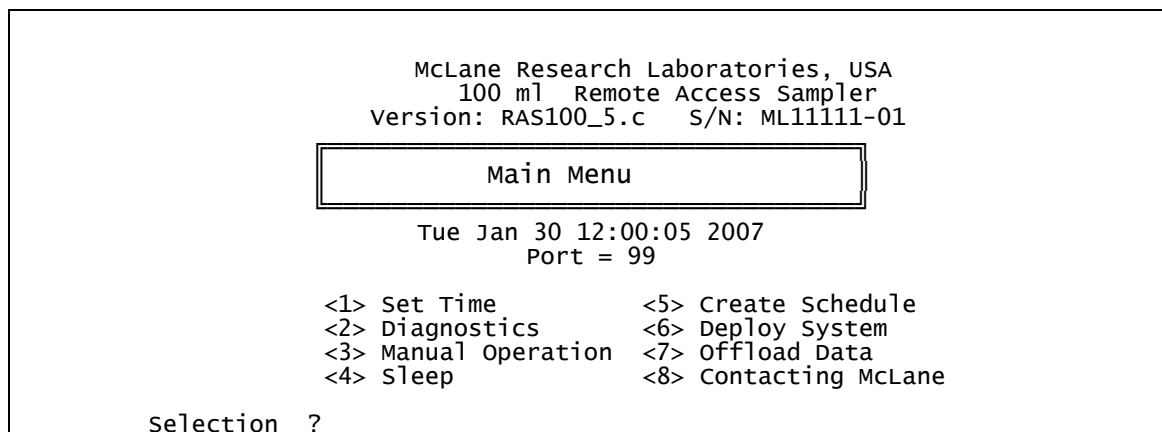 McLane Research Laboratories, USA
100 ml Remote Access Sampler
Version: RAS100_5.c S/N: ML11111-01
Main Menu
Tue Jan 30 12:00:05 2007
Port = 99
<1> Set Time <5> Create Schedule
<2> Diagnostics <6> Deploy System
<3> Manual Operation <7> Offload Data
<4> Sleep <8> Contacting McLane
Selection ?